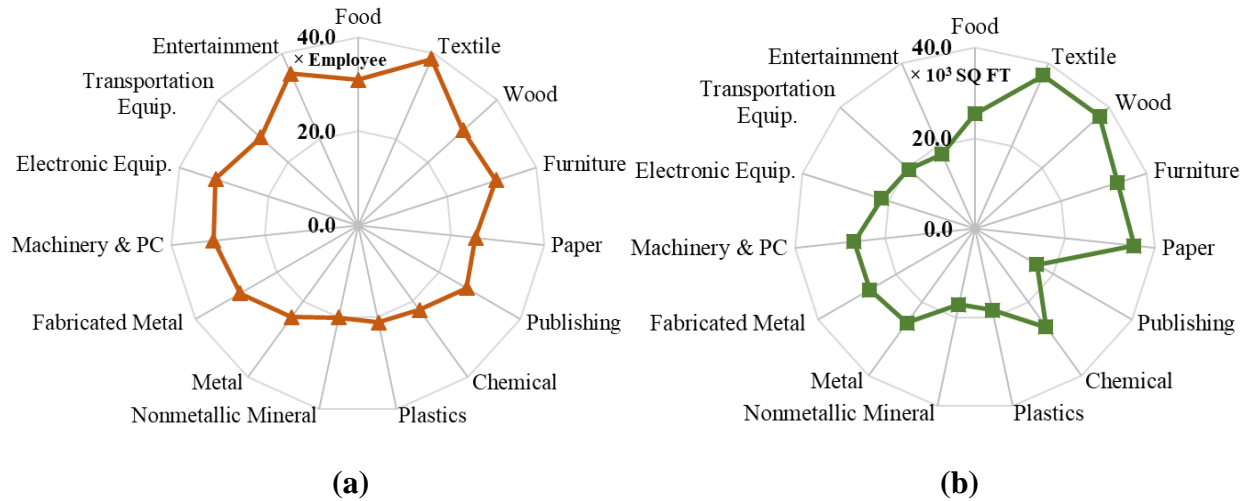 Food
40.0
Textile
Entertainment
× Employee
Transportation
Equip.
Wood
20.0
Electronic Equip.
Furniture
0.0
Machinery & PC
Paper
Fabricated Metal
Publishing
Metal
Chemical
Nonmetallic Mineral
Plastics
(a)
Food
40.0
Textile
Entertainment
× 10³ SQ FT
Transportation
Equip.
Wood
20.0
Electronic Equip.
Furniture
0.0
Machinery & PC
Paper
Fabricated Metal
Publishing
Metal
Chemical
Nonmetallic Mineral
Plastics
(b)